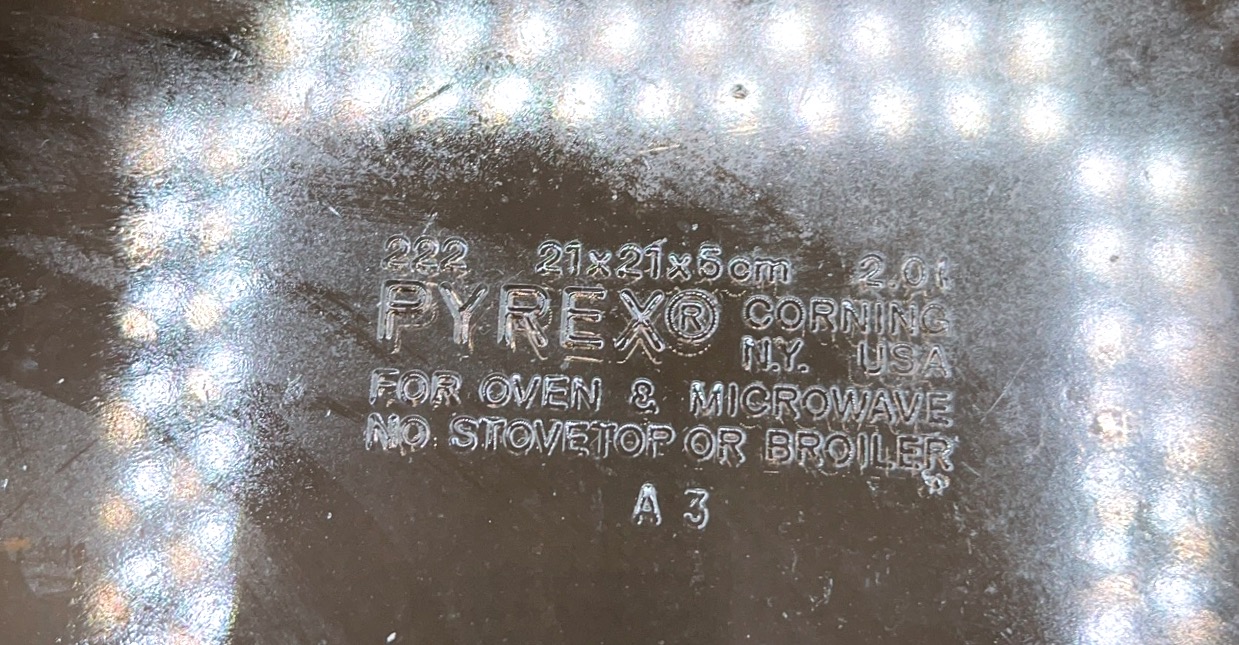 222 21x21x5cm 2.0ℓ
PYREX® CORNING
N.Y. USA
FOR OVEN & MICROWAVE
NO STOVETOP OR BROILER
A 3